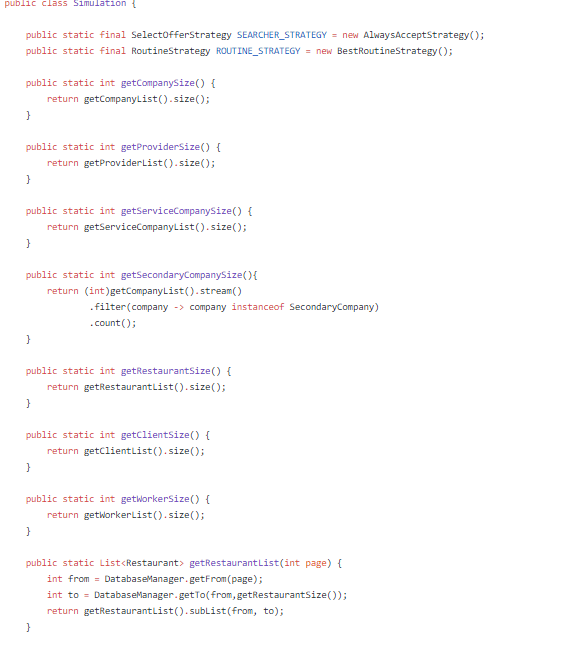 public class Simulation {
public static final SelectOfferStrategy SEARCHER_STRATEGY = new AlwaysAcceptStrategy();
public static final RoutineStrategy ROUTINE_STRATEGY = new BestRoutineStrategy();
public static int getCompanySize() {
return getCompanyList().size();
}
public static int getProviderSize() {
return getProviderList().size();
}
public static int getServiceCompanySize() {
return getServiceCompanyList().size();
}
public static int getSecondaryCompanySize(){
return (int)getCompanyList().stream()
.filter(company -> company instanceof SecondaryCompany)
.count();
}
public static int getRestaurantSize() {
return getRestaurantList().size();
}
public static int getClientSize() {
return getClientList().size();
}
public static int getWorkerSize() {
return getWorkerList().size();
}
public static List<Restaurant> getRestaurantList(int page) {
int from = DatabaseManager.getFrom(page);
int to = DatabaseManager.getTo(from,getRestaurantSize());
return getRestaurantList().subList(from, to);
}